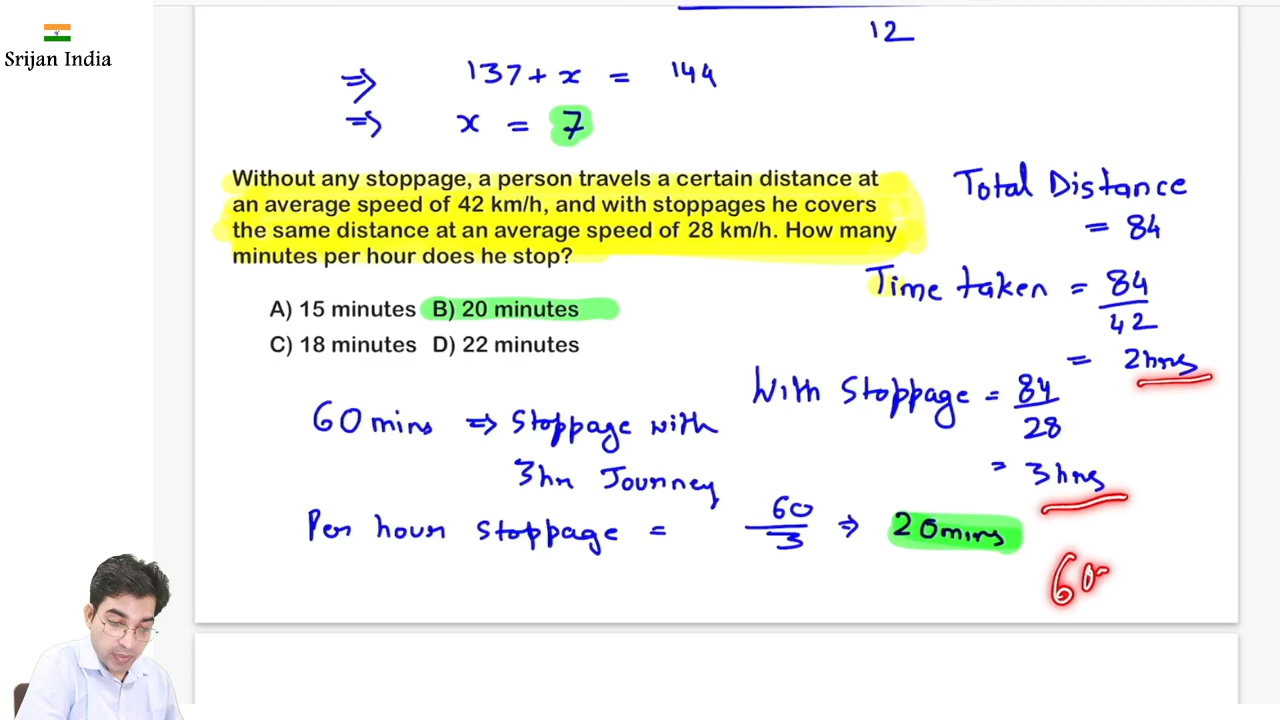 Srijan India
12
⇒ 137 + x = 144
⇒ x = 7
Without any stoppage, a person travels a certain distance at
an average speed of 42 km/h, and with stoppages he covers
the same distance at an average speed of 28 km/h. How many
minutes per hour does he stop?
A) 15 minutes B) 20 minutes
C) 18 minutes D) 22 minutes
Total Distance
= 84
Time taken = 84
42
= 2hrs
With Stoppage = 84
28
= 3hrs
60 mins ⇒ Stoppage with
3hr Journey
Per hour stoppage = 60
3
⇒ 20mins
60